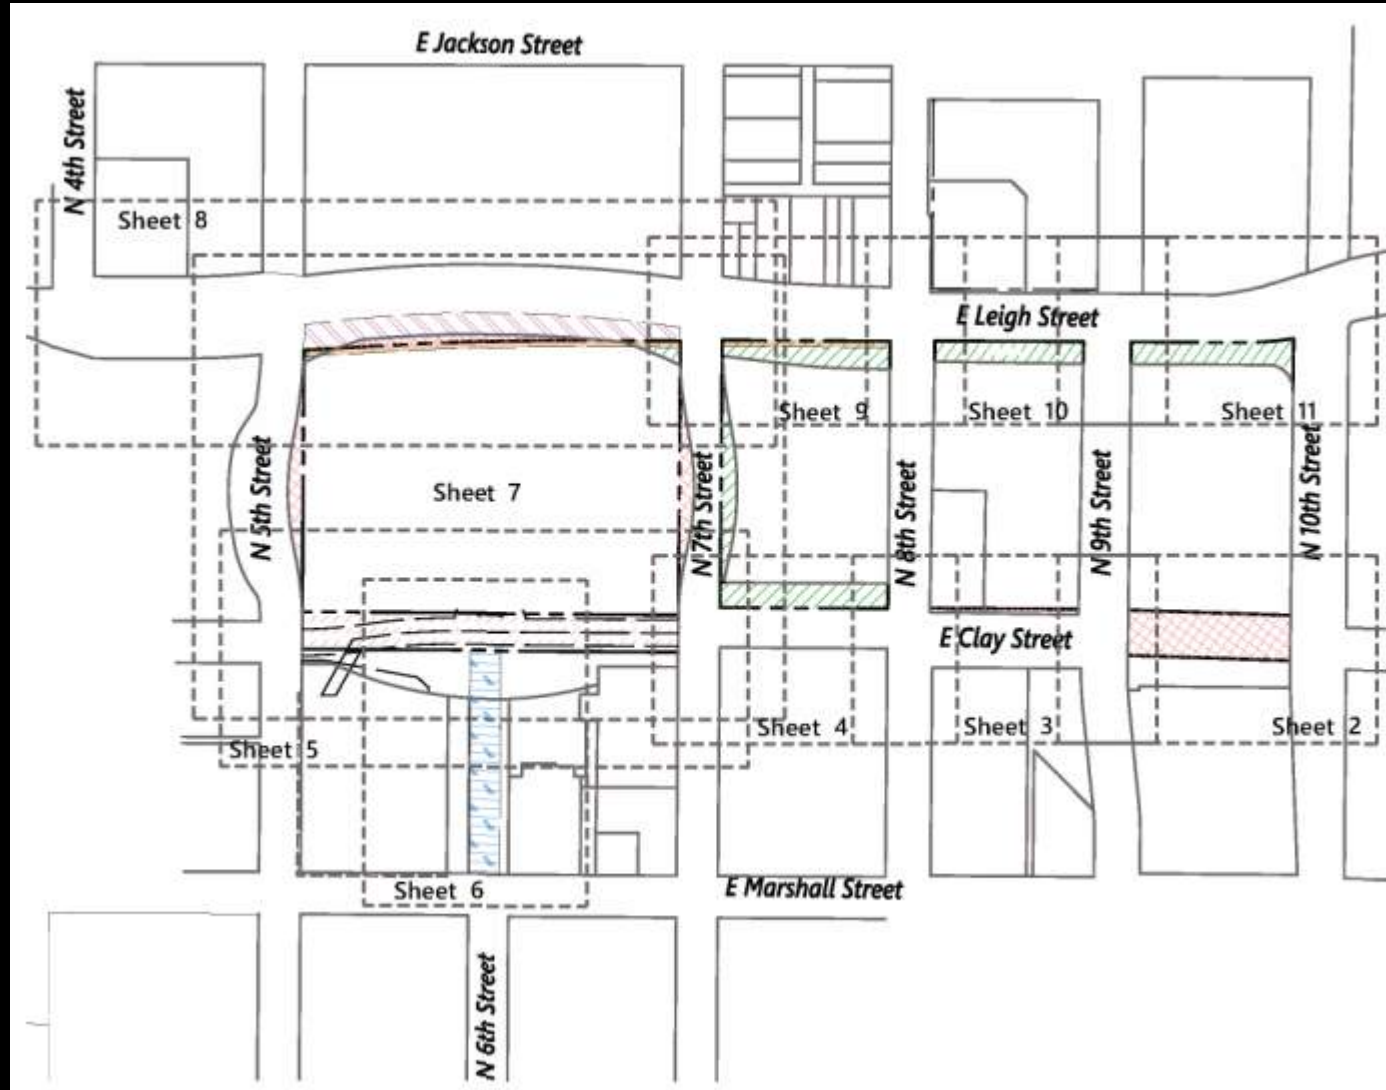 E Jackson Street
N 4th Street
Sheet 8
E Leigh Street
Sheet 9
Sheet 10
Sheet 11
N 5th Street
Sheet 7
N 7th Street
N 8th Street
N 9th Street
N 10th Street
E Clay Street
Sheet 5
Sheet 4
Sheet 3
Sheet 2
Sheet 6
E Marshall Street
N 6th Street